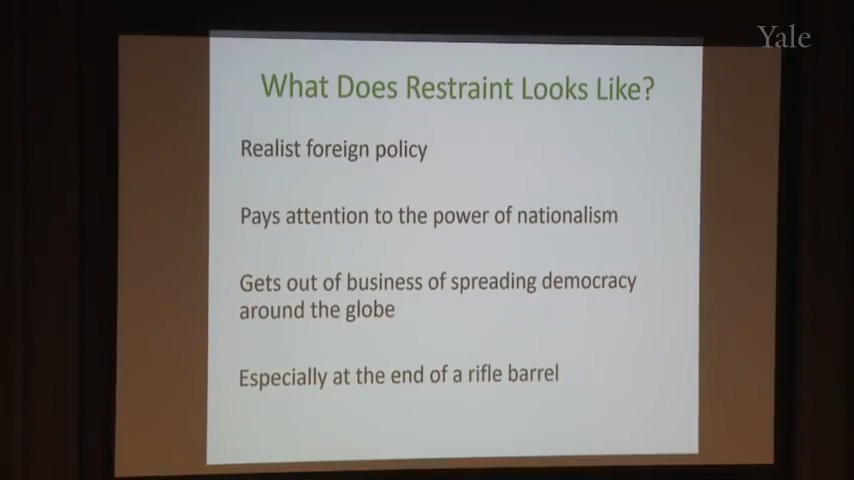 Yale
What Does Restraint Looks Like?
Realist foreign policy
Pays attention to the power of nationalism
Gets out of business of spreading democracy
around the globe
Especially at the end of a rifle barrel